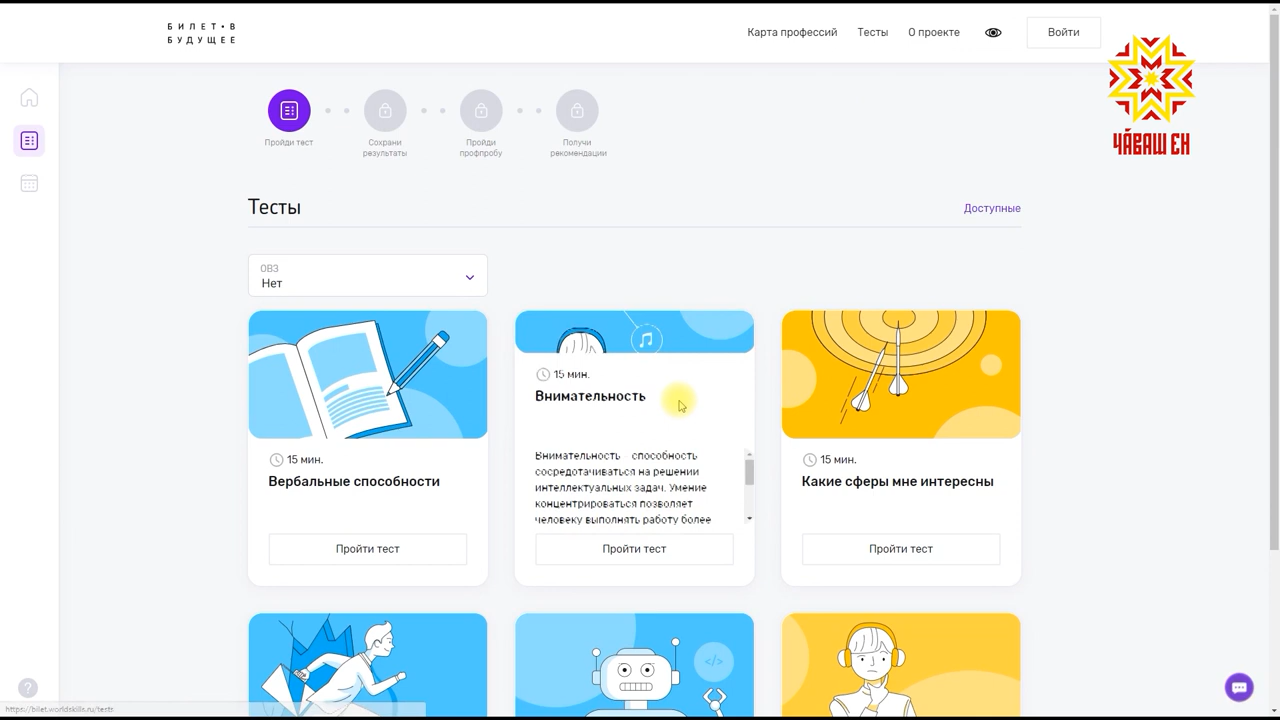 БИЛЕТ•В
БУДУЩЕЕ
Карта профессий
Тесты
О проекте
Войти
ЧӐВАШ ЕН
Пройди тест
Сохрани
результаты
Пройди
профпробу
Получи
рекомендации
Тесты
Доступные
ОВЗ
Нет
15 мин.
Вербальные способности
Пройти тест
15 мин.
Внимательность
Внимательность способность
сосредотачиваться на решении
интеллектуальных задач. Умение
концентрироваться позволяет
человеку выполнять работу более
Пройти тест
15 мин.
Какие сферы мне интересны
Пройти тест
</>
?
https://bilet.worldskills.ru/tests